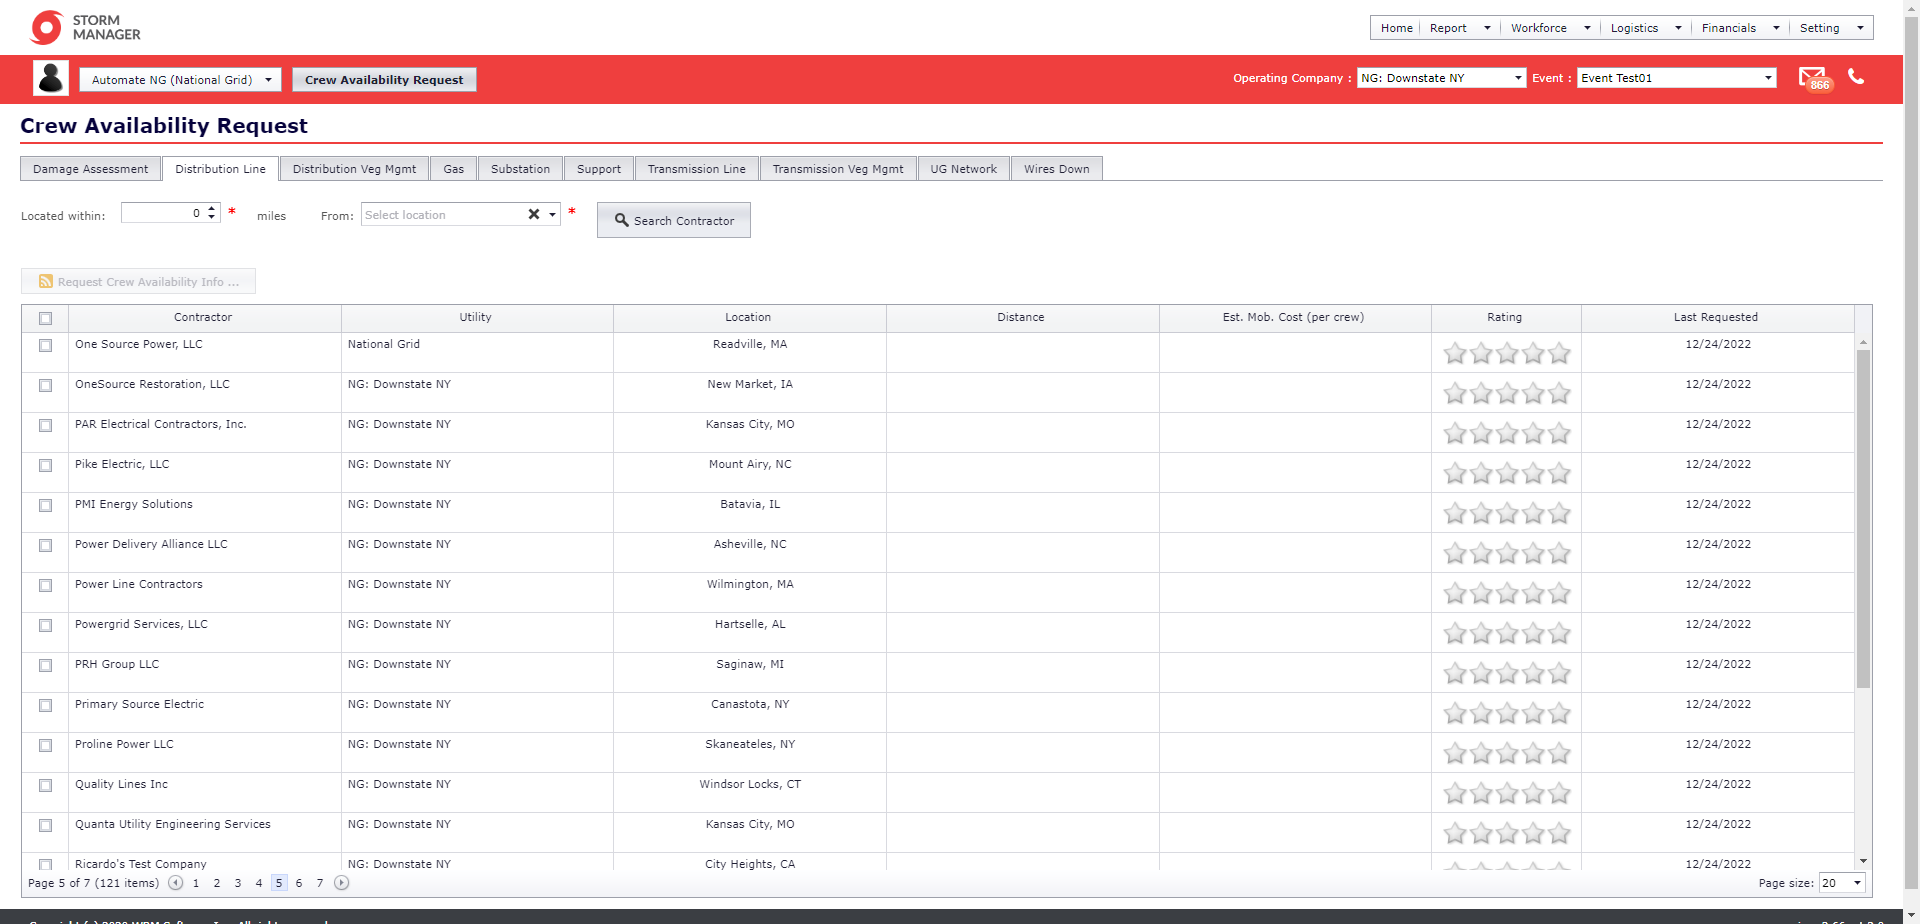 STORM
MANAGER
Home Report Workforce Logistics Financials Setting
Automate NG (National Grid) Crew Availability Request Operating Company : NG: Downstate NY Event : Event Test01 866
Crew Availability Request
Damage Assessment Distribution Line Distribution Veg Mgmt Gas Substation Support Transmission Line Transmission Veg Mgmt UG Network Wires Down
Located within: 0 * miles From: Select location * Search Contractor
Request Crew Availability Info ...
Contractor Utility Location Distance Est. Mob. Cost (per crew) Rating Last Requested
One Source Power, LLC National Grid Readville, MA 12/24/2022
OneSource Restoration, LLC NG: Downstate NY New Market, IA 12/24/2022
PAR Electrical Contractors, Inc. NG: Downstate NY Kansas City, MO 12/24/2022
Pike Electric, LLC NG: Downstate NY Mount Airy, NC 12/24/2022
PMI Energy Solutions NG: Downstate NY Batavia, IL 12/24/2022
Power Delivery Alliance LLC NG: Downstate NY Asheville, NC 12/24/2022
Power Line Contractors NG: Downstate NY Wilmington, MA 12/24/2022
Powergrid Services, LLC NG: Downstate NY Hartselle, AL 12/24/2022
PRH Group LLC NG: Downstate NY Saginaw, MI 12/24/2022
Primary Source Electric NG: Downstate NY Canastota, NY 12/24/2022
Proline Power LLC NG: Downstate NY Skaneateles, NY 12/24/2022
Quality Lines Inc NG: Downstate NY Windsor Locks, CT 12/24/2022
Quanta Utility Engineering Services NG: Downstate NY Kansas City, MO 12/24/2022
Ricardo's Test Company NG: Downstate NY City Heights, CA 12/24/2022
Page 5 of 7 (121 items) 1 2 3 4 5 6 7 Page size: 20